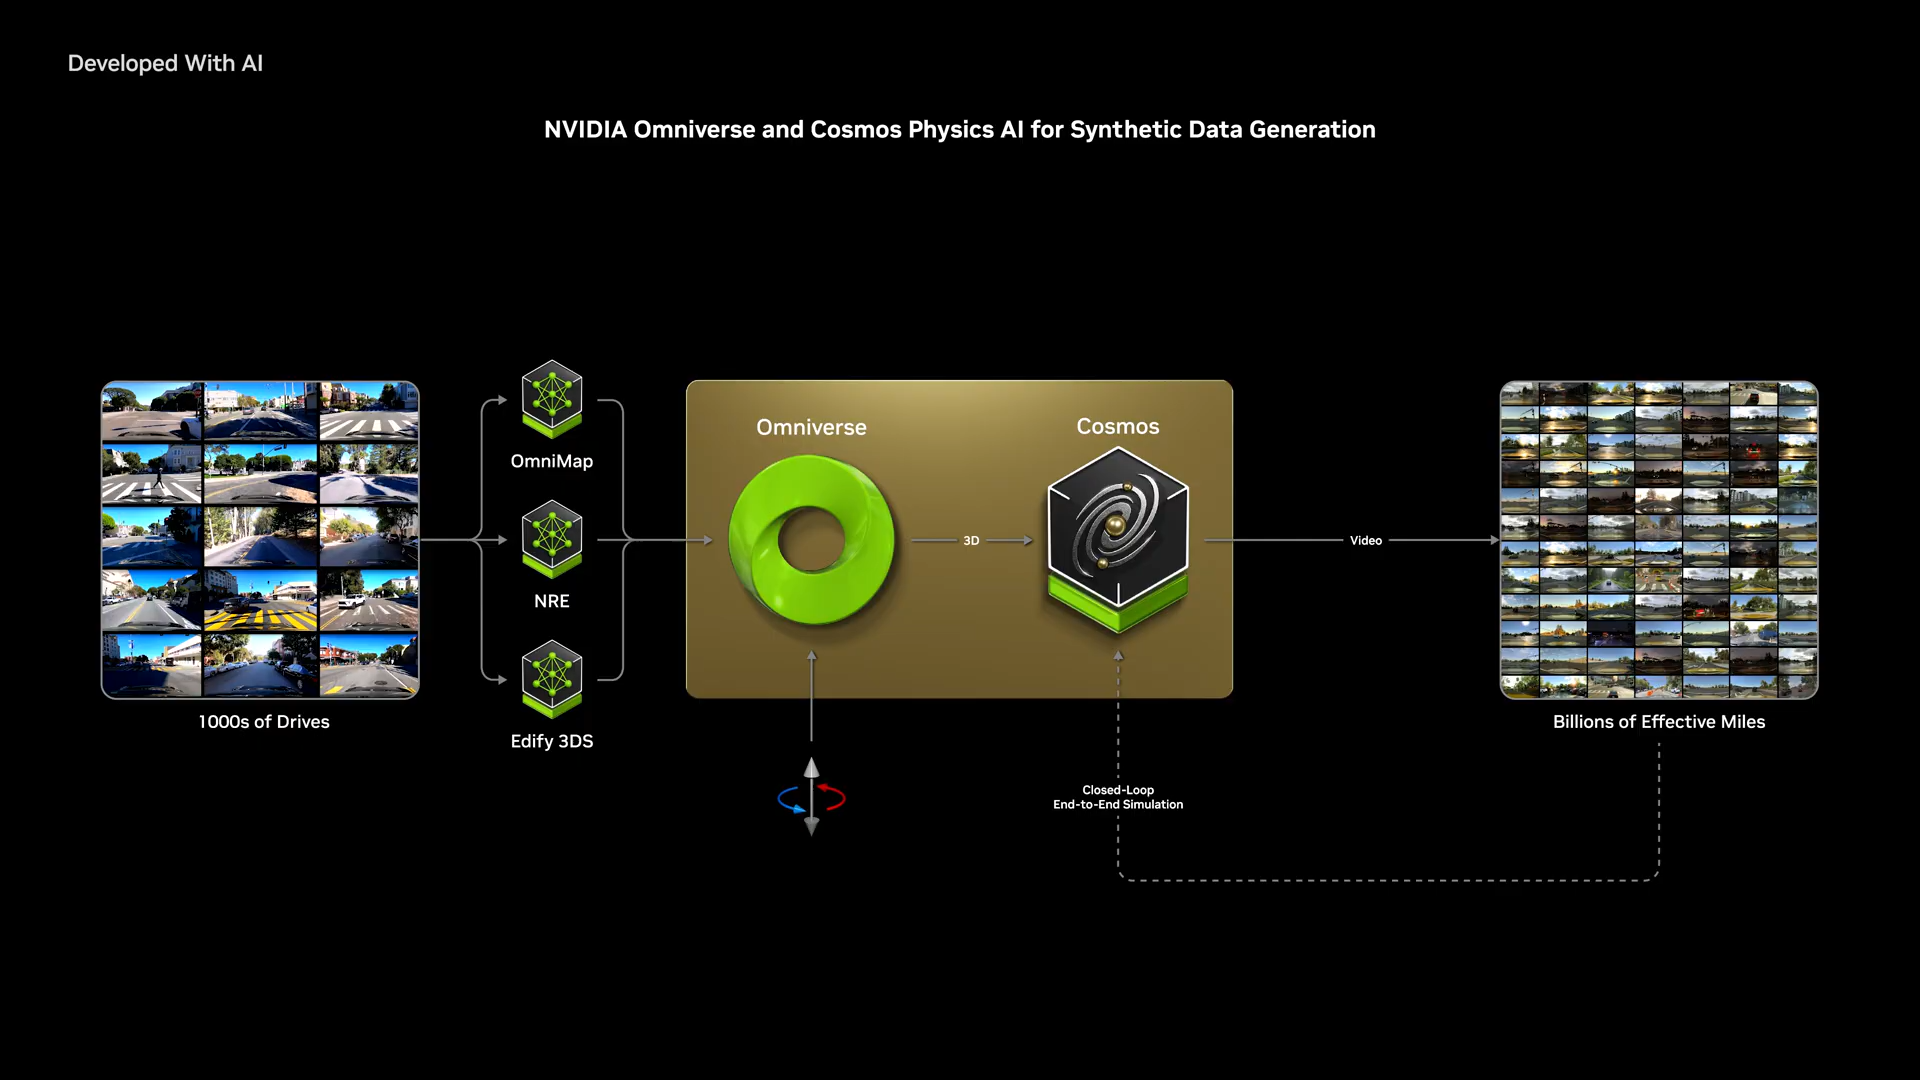 Developed With AI
NVIDIA Omniverse and Cosmos Physics AI for Synthetic Data Generation
1000s of Drives
OmniMap
NRE
Edify 3DS
Omniverse
3D
Cosmos
Video
Closed-Loop
End-to-End Simulation
Billions of Effective Miles